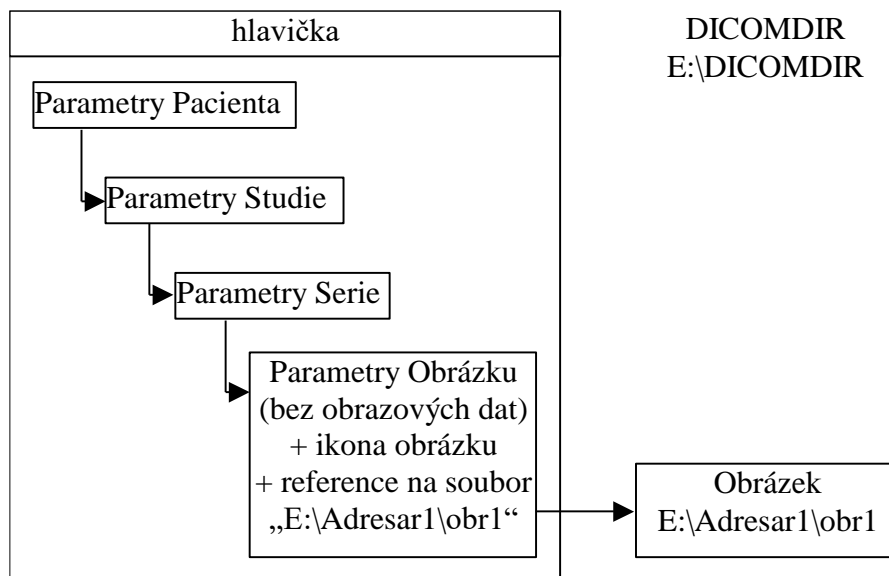 hlavička
DICOMDIR
E:\DICOMDIR
Parametry Pacienta
Parametry Studie
Parametry Serie
Parametry Obrázku
(bez obrazových dat)
+ ikona obrázku
+ reference na soubor
„E:\Adresar1\obr1“
Obrázek
E:\Adresar1\obr1